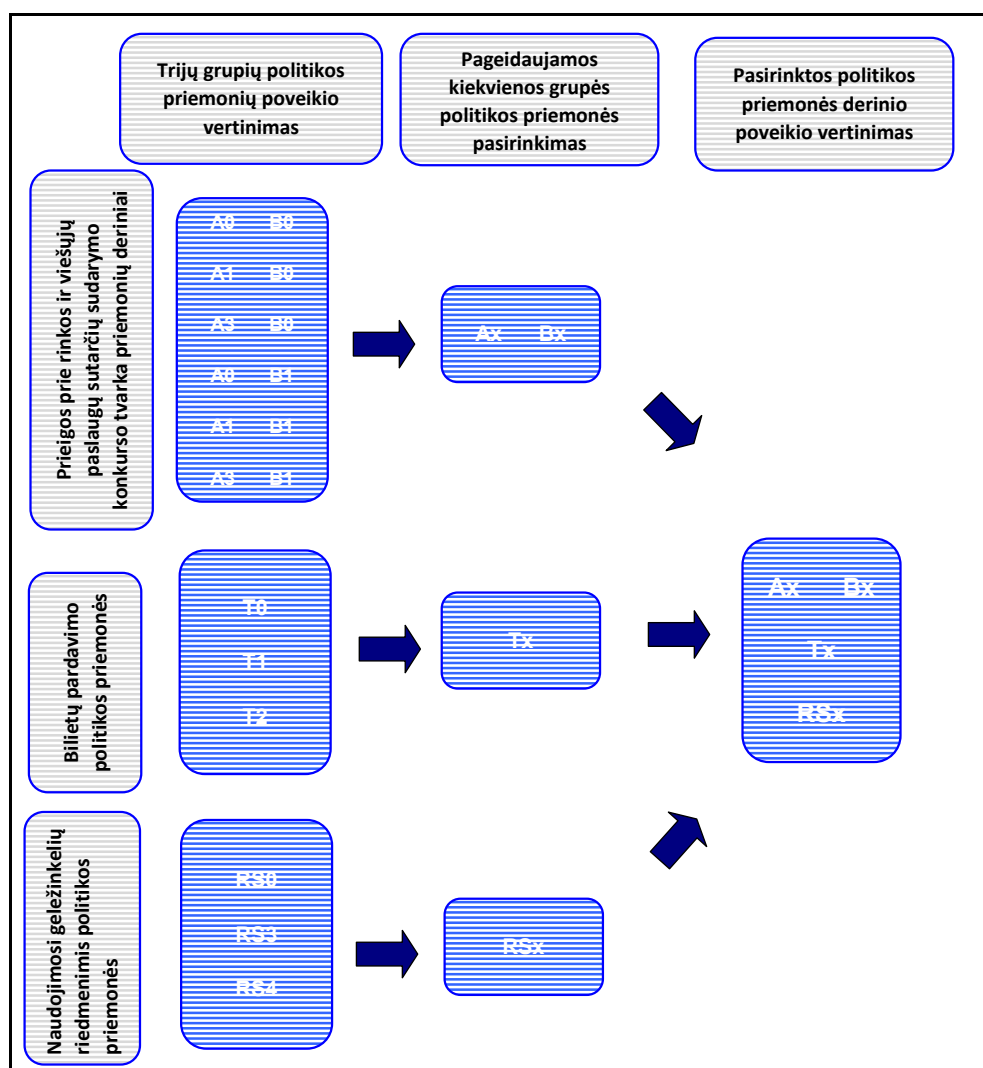 Trijų grupių politikos
priemonių poveikio
vertinimas
Pageidaujamos
kiekvienos grupės
politikos priemonės
pasirinkimas
Pasirinktos politikos
priemonės derinio
poveikio vertinimas
Prieigos prie rinkos ir viešųjų
paslaugų sutarčių sudarymo
konkurso tvarka priemonių deriniai
A0 B0
A1 B0
A3 B0
A0 B1
A1 B1
A3 B1
Ax Bx
Bilietų pardavimo
politikos priemonės
T0
T1
T2
Tx
Ax Bx
Tx
RSx
Naudojimosi geležinkelių
riedmenimis politikos
priemonės
RS0
RS3
RS4
RSx